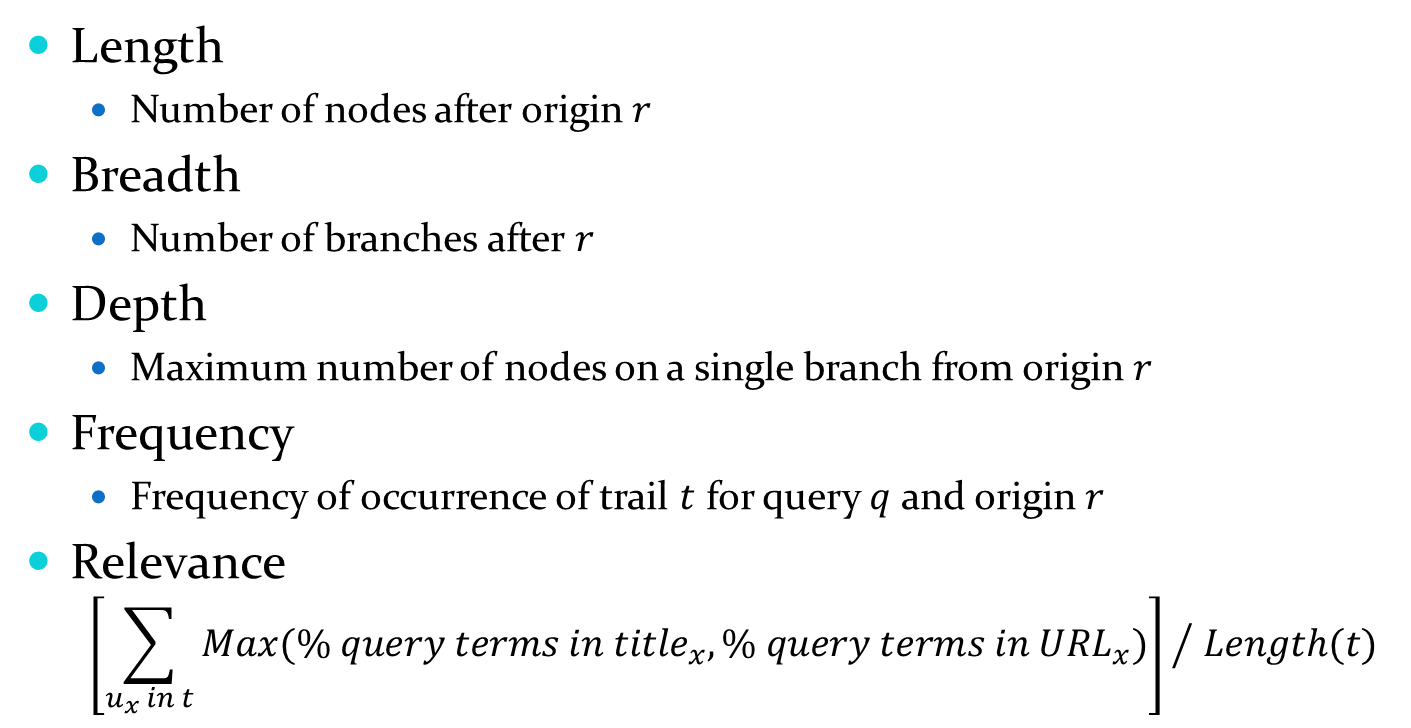 • Length
• Number of nodes after origin r
• Breadth
• Number of branches after r
• Depth
• Maximum number of nodes on a single branch from origin r
• Frequency
• Frequency of occurrence of trail t for query q and origin r
• Relevance
[∑_{u_x in t} Max(% query terms in title_x, % query terms in URL_x)] / Length(t)